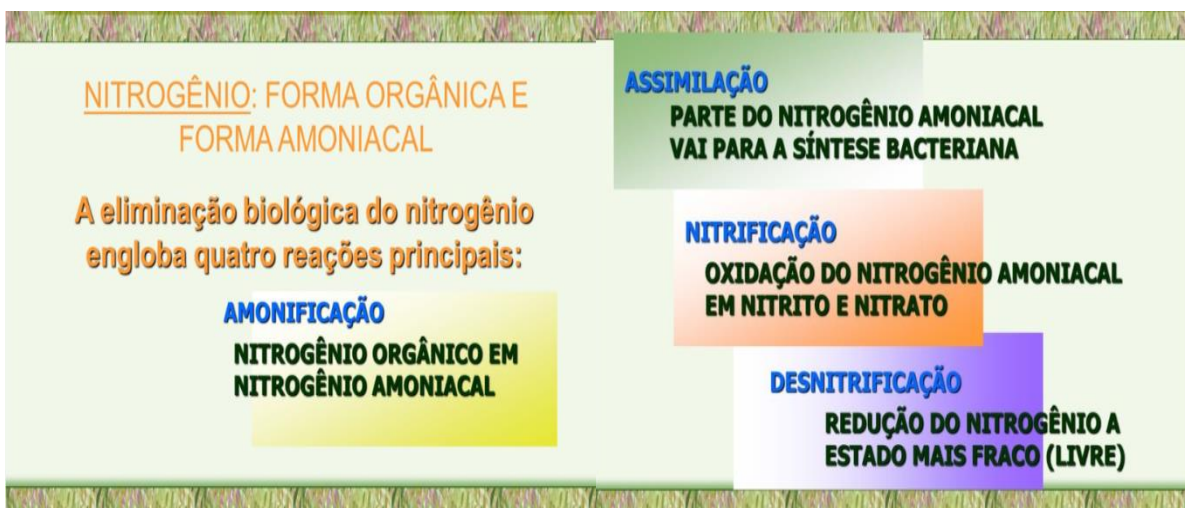 NITROGÊNIO: FORMA ORGÂNICA E
FORMA AMONIACAL
A eliminação biológica do nitrogênio
engloba quatro reações principais:
AMONIFICAÇÃO
NITROGÊNIO ORGÂNICO EM
NITROGÊNIO AMONIACAL
ASSIMILAÇÃO
PARTE DO NITROGÊNIO AMONIACAL
VAI PARA A SÍNTESE BACTERIANA
NITRIFICAÇÃO
OXIDAÇÃO DO NITROGÊNIO AMONIACAL
EM NITRITO E NITRATO
DESNITRIFICAÇÃO
REDUÇÃO DO NITROGÊNIO A
ESTADO MAIS FRACO (LIVRE)